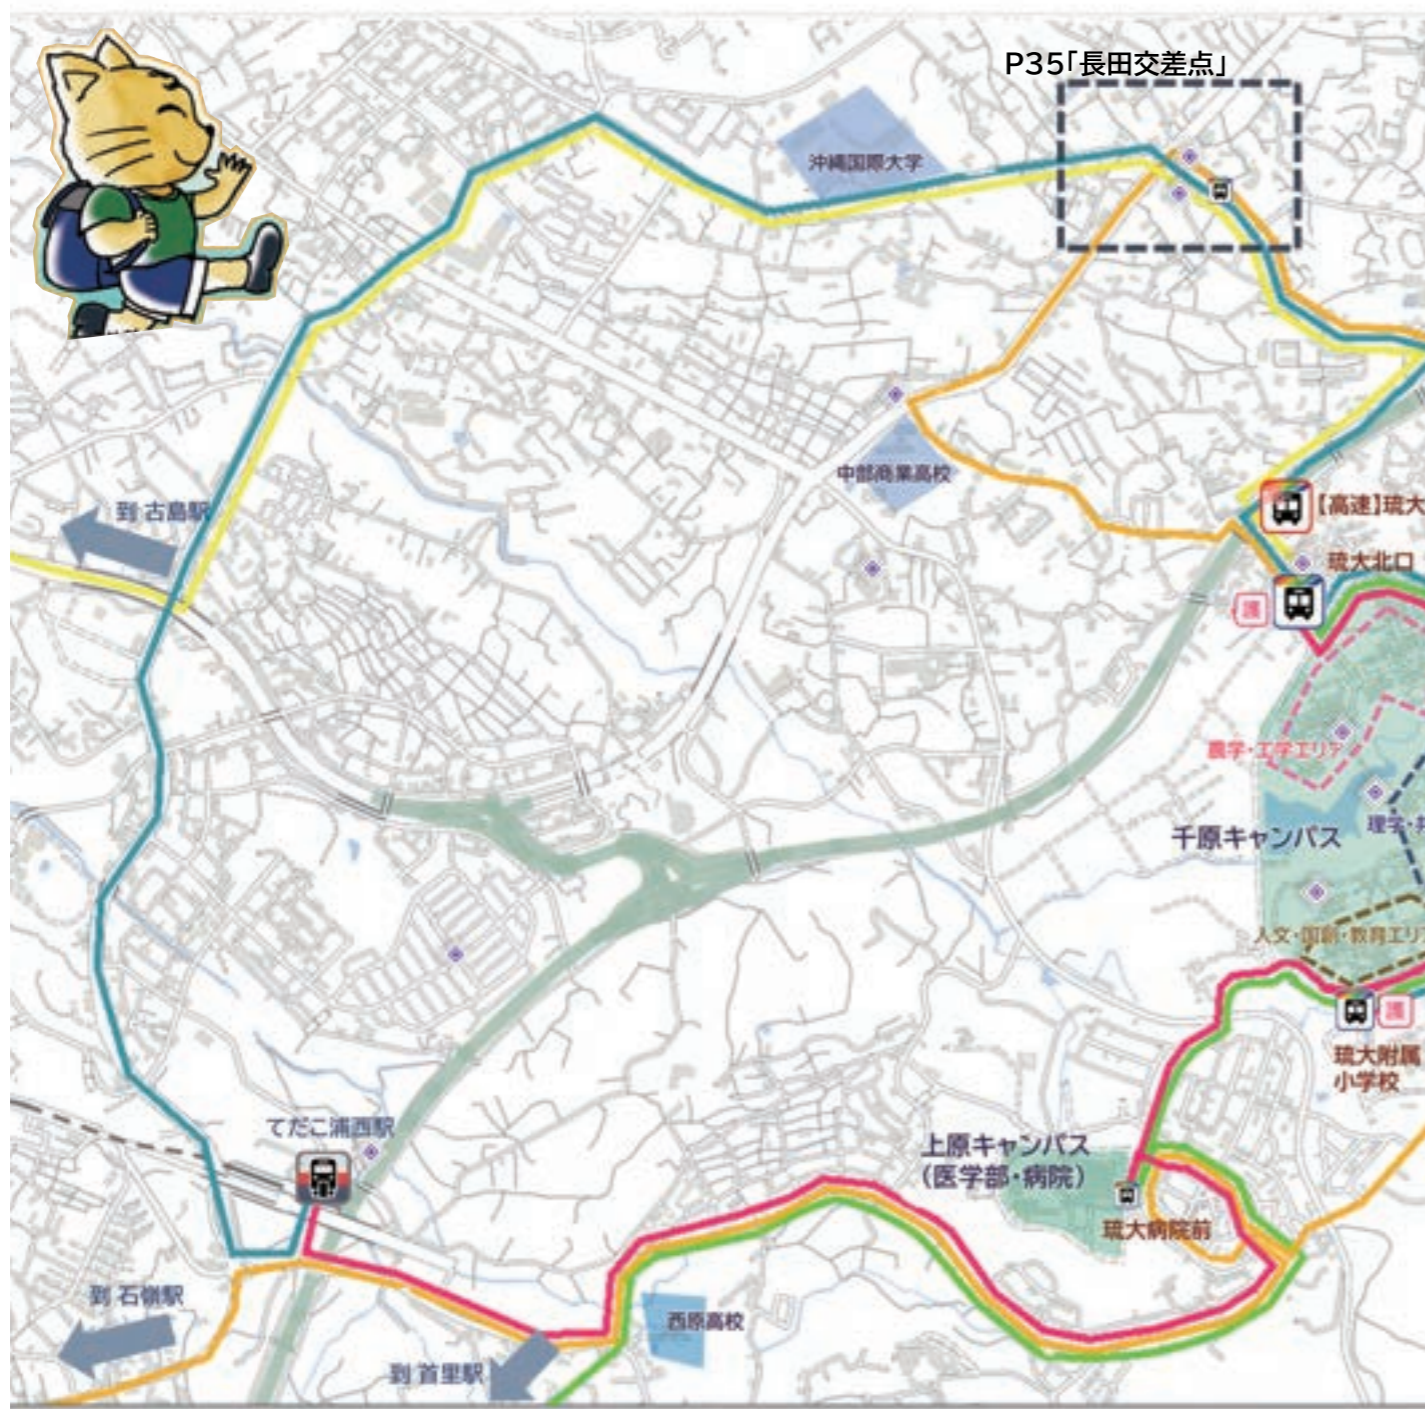 P35「長田交差点」
沖縄国際大学
中部商業高校
到 古島駅
【高速】琉大
琉大北口
農学・工学エリア
千原キャンパス
理学・
人文・国創・教育エリ
琉大附属
小学校
てだこ浦西駅
上原キャンパス
(医学部・病院)
琉大病院前
到 石嶺駅
西原高校
到 首里駅